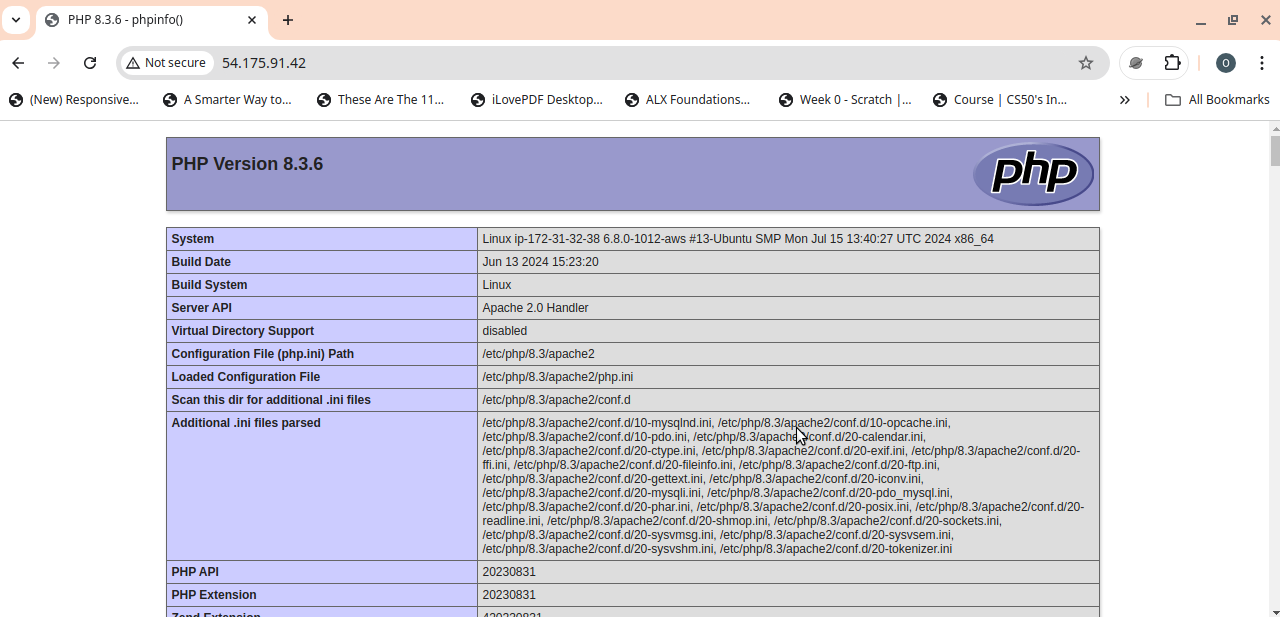 PHP 8.3.6 - phpinfo()
Not secure 54.175.91.42
O
(New) Responsive... A Smarter Way to... These Are The 11... iLovePDF Desktop... ALX Foundations... Week 0 - Scratch |... Course | CS50's In... All Bookmarks
PHP Version 8.3.6
php
System Linux ip-172-31-32-38 6.8.0-1012-aws #13-Ubuntu SMP Mon Jul 15 13:40:27 UTC 2024 x86_64
Build Date Jun 13 2024 15:23:20
Build System Linux
Server API Apache 2.0 Handler
Virtual Directory Support disabled
Configuration File (php.ini) Path /etc/php/8.3/apache2
Loaded Configuration File /etc/php/8.3/apache2/php.ini
Scan this dir for additional .ini files /etc/php/8.3/apache2/conf.d
Additional .ini files parsed /etc/php/8.3/apache2/conf.d/10-mysqlnd.ini, /etc/php/8.3/apache2/conf.d/10-opcache.ini,
/etc/php/8.3/apache2/conf.d/10-pdo.ini, /etc/php/8.3/apache2/conf.d/20-calendar.ini,
/etc/php/8.3/apache2/conf.d/20-ctype.ini, /etc/php/8.3/apache2/conf.d/20-exif.ini, /etc/php/8.3/apache2/conf.d/20-
ffi.ini, /etc/php/8.3/apache2/conf.d/20-fileinfo.ini, /etc/php/8.3/apache2/conf.d/20-ftp.ini,
/etc/php/8.3/apache2/conf.d/20-gettext.ini, /etc/php/8.3/apache2/conf.d/20-iconv.ini,
/etc/php/8.3/apache2/conf.d/20-mysqli.ini, /etc/php/8.3/apache2/conf.d/20-pdo_mysql.ini,
/etc/php/8.3/apache2/conf.d/20-phar.ini, /etc/php/8.3/apache2/conf.d/20-posix.ini, /etc/php/8.3/apache2/conf.d/20-
readline.ini, /etc/php/8.3/apache2/conf.d/20-shmop.ini, /etc/php/8.3/apache2/conf.d/20-sockets.ini,
/etc/php/8.3/apache2/conf.d/20-sysvmsg.ini, /etc/php/8.3/apache2/conf.d/20-sysvsem.ini,
/etc/php/8.3/apache2/conf.d/20-sysvshm.ini, /etc/php/8.3/apache2/conf.d/20-tokenizer.ini
PHP API 20230831
PHP Extension 20230831
Zend Extension 420230831